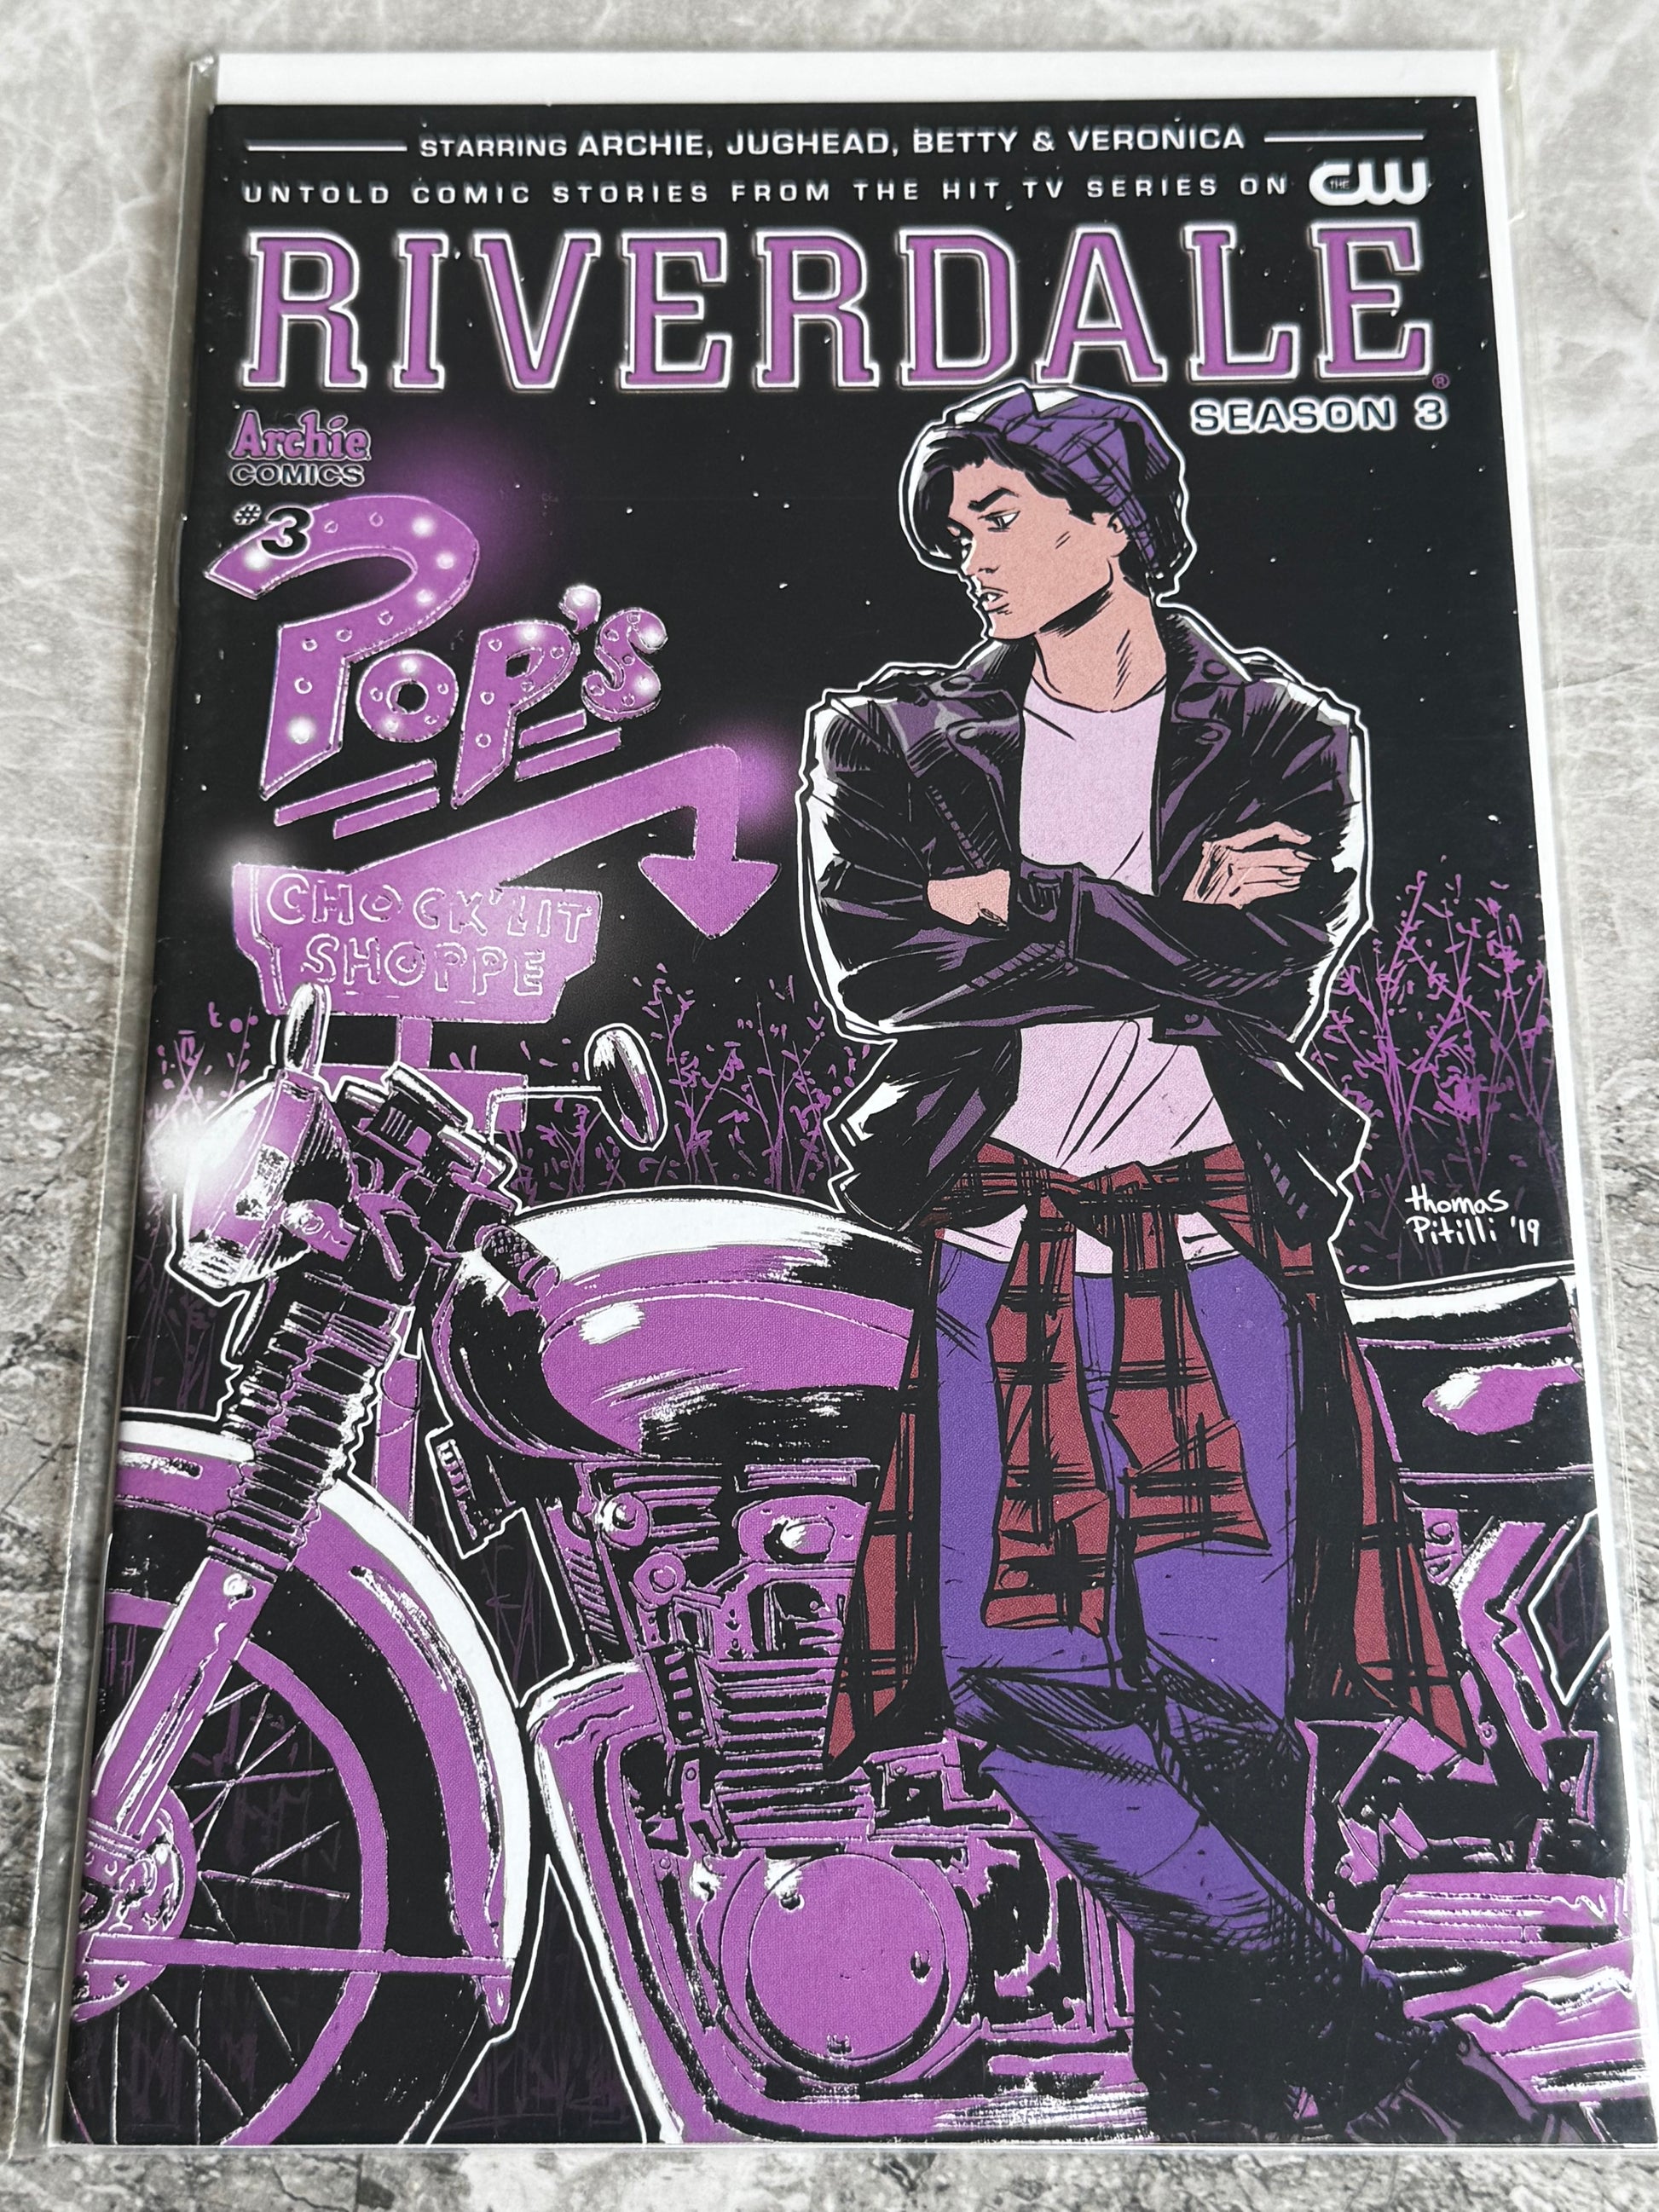 STARRING ARCHIE, JUGHEAD, BETTY & VERONICA
UNTOLD COMIC STORIES FROM THE HIT TV SERIES ON THE CW
RIVERDALE®
SEASON 3
Archie
COMICS
#3
POP'S
CHOCK'LIT
SHOPPE
thomas
Pitilli '19